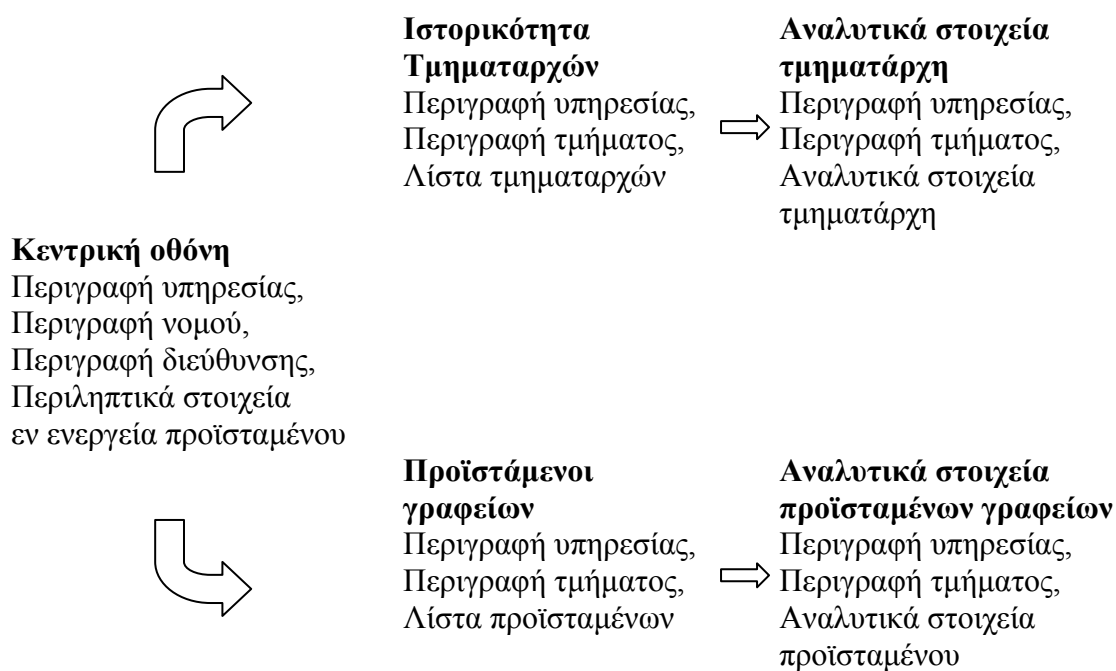 Ιστορικότητα
Τμηματαρχών
Περιγραφή υπηρεσίας,
Περιγραφή τμήματος,
Λίστα τμηματαρχών
Αναλυτικά στοιχεία
τμηματάρχη
Περιγραφή υπηρεσίας,
Περιγραφή τμήματος,
Αναλυτικά στοιχεία
τμηματάρχη
Κεντρική οθόνη
Περιγραφή υπηρεσίας,
Περιγραφή νομού,
Περιγραφή διεύθυνσης,
Περιληπτικά στοιχεία
εν ενεργεία προϊσταμένου
Προϊστάμενοι
γραφείων
Περιγραφή υπηρεσίας,
Περιγραφή τμήματος,
Λίστα προϊσταμένων
Αναλυτικά στοιχεία
προϊσταμένων γραφείων
Περιγραφή υπηρεσίας,
Περιγραφή τμήματος,
Αναλυτικά στοιχεία
προϊσταμένου